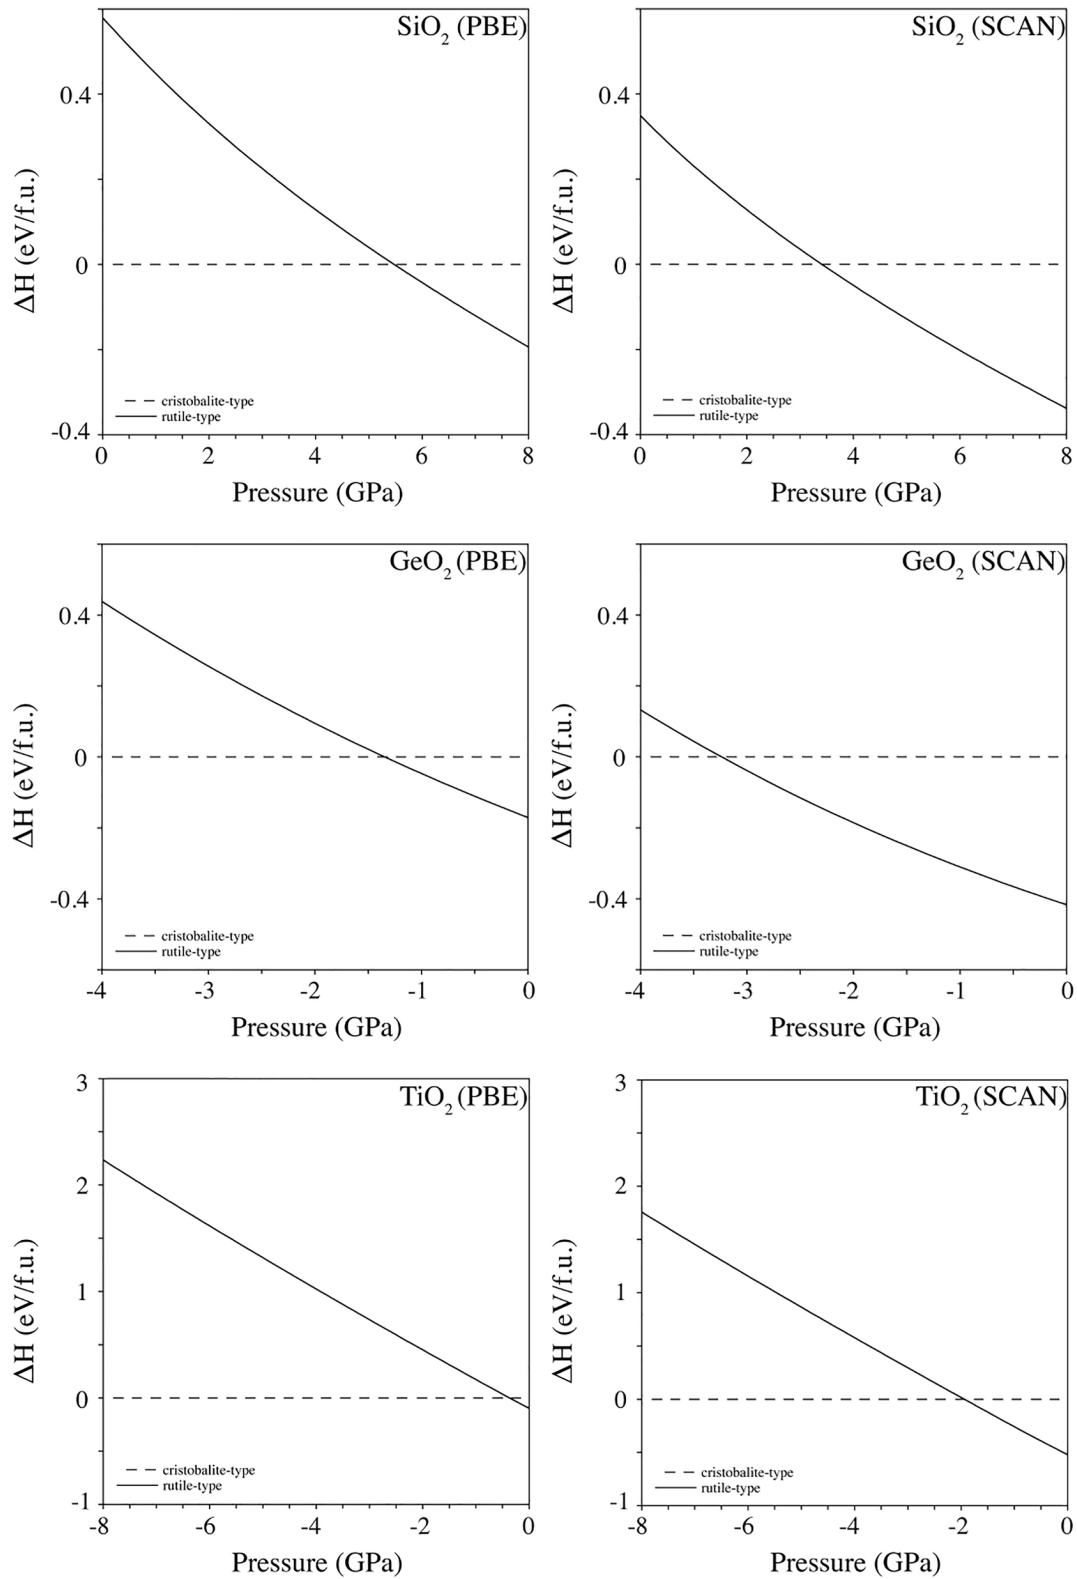 SiO2 (PBE)
0.4
0
-0.4
ΔH (eV/f.u.)
cristobalite-type
rutile-type
0 2 4 6 8
Pressure (GPa)
SiO2 (SCAN)
0.4
0
-0.4
ΔH (eV/f.u.)
cristobalite-type
rutile-type
0 2 4 6 8
Pressure (GPa)
GeO2 (PBE)
0.4
0
-0.4
ΔH (eV/f.u.)
cristobalite-type
rutile-type
-4 -3 -2 -1 0
Pressure (GPa)
GeO2 (SCAN)
0.4
0
-0.4
ΔH (eV/f.u.)
cristobalite-type
rutile-type
-4 -3 -2 -1 0
Pressure (GPa)
TiO2 (PBE)
3
2
1
0
-1
ΔH (eV/f.u.)
cristobalite-type
rutile-type
-8 -6 -4 -2 0
Pressure (GPa)
TiO2 (SCAN)
3
2
1
0
-1
ΔH (eV/f.u.)
cristobalite-type
rutile-type
-8 -6 -4 -2 0
Pressure (GPa)